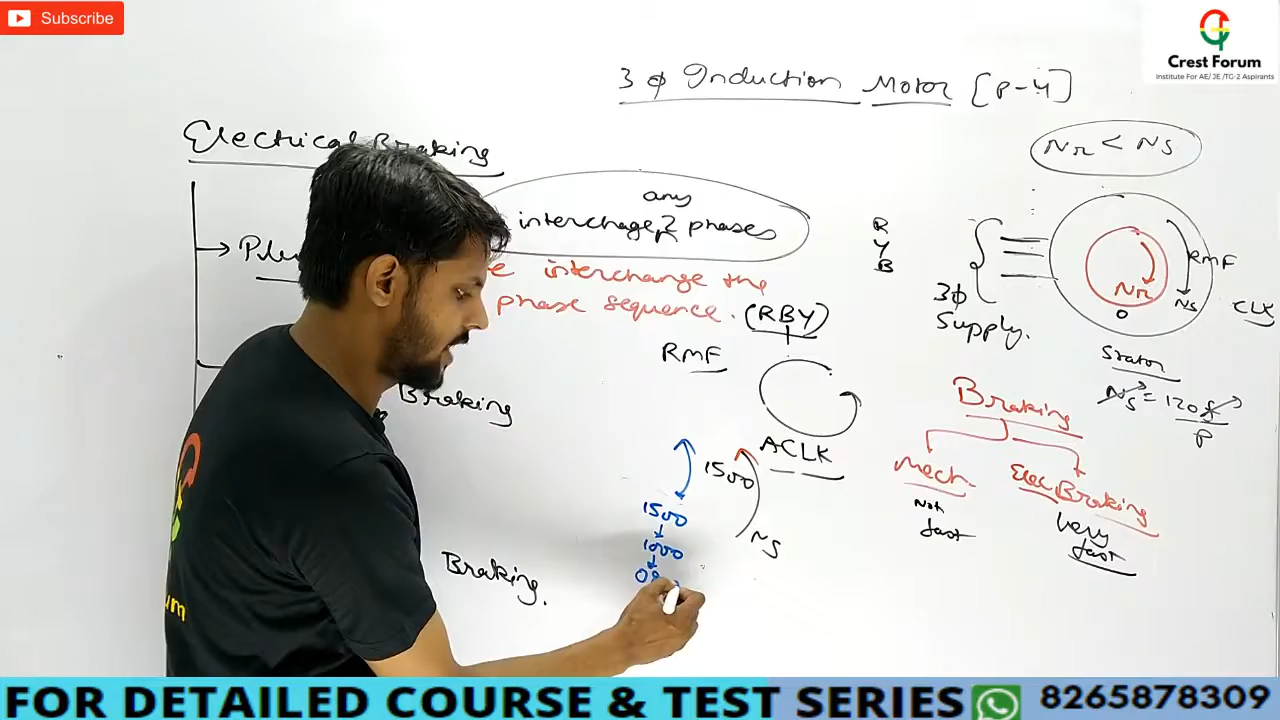 Subscribe
Crest Forum
Institute For AE/ JE /TG-2 Aspirants
3 φ Induction Motor [P-4]
Electrical Braking
Nr < Ns
any
interchage 2 phases
interchange the
phase sequence. (RBY)
R
Y
B
3φ
Supply.
RMF
Nr
Ns
CLK
Stator
Ns = 120f
P
RMF
ACLK
Braking
Braking
Mech.
Elec Braking
Not
fast
very
fast
1500
Ns
1500
1000
Braking.
FOR DETAILED COURSE & TEST SERIES 8265878309